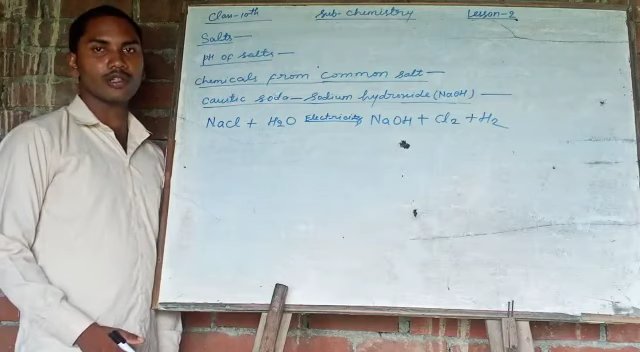 Class-10th Sub-chemistry Lesson-2
Salts—
pH of salts—
Chemicals from common salt—
Caustic soda—Sodium hydroxide (NaOH)—
Nacl + H2O Electricity NaOH + Cl2 + H2